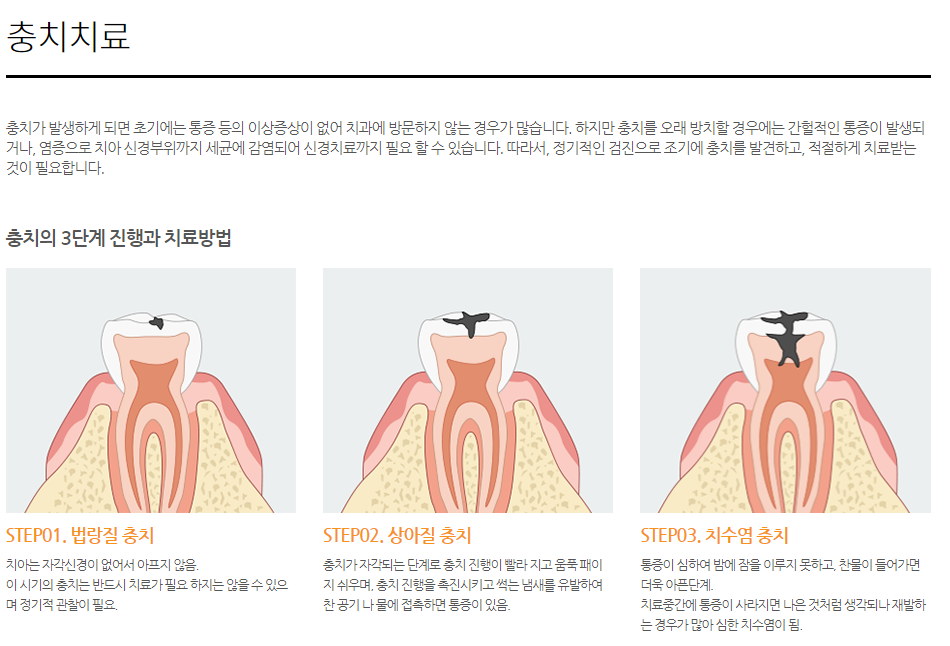 충치치료
충치가 발생하게 되면 초기에는 통증 등의 이상증상이 없어 치과에 방문하지 않는 경우가 많습니다. 하지만 충치를 오래 방치할 경우에는 간헐적인 통증이 발생되
거나, 염증으로 치아 신경부위까지 세균에 감염되어 신경치료까지 필요 할 수 있습니다. 따라서, 정기적인 검진으로 조기에 충치를 발견하고, 적절하게 치료받는
것이 필요합니다.
충치의 3단계 진행과 치료방법
STEP01. 법랑질 충치
치아는 자각신경이 없어서 아프지 않음.
이 시기의 충치는 반드시 치료가 필요 하지는 않을 수 있으
며 정기적 관찰이 필요.
STEP02. 상아질 충치
충치가 자각되는 단계로 충치 진행이 빨라 지고 움푹 패이
지 쉬우며, 충치 진행을 촉진시키고 썩는 냄새를 유발하여
찬 공기 나 물에 접촉하면 통증이 있음.
STEP03. 치수염 충치
통증이 심하여 밤에 잠을 이루지 못하고, 찬물이 들어가면
더욱 아픈단계.
치료중간에 통증이 사라지면 나은 것처럼 생각되나 재발하
는 경우가 많아 심한 치수염이 됨.